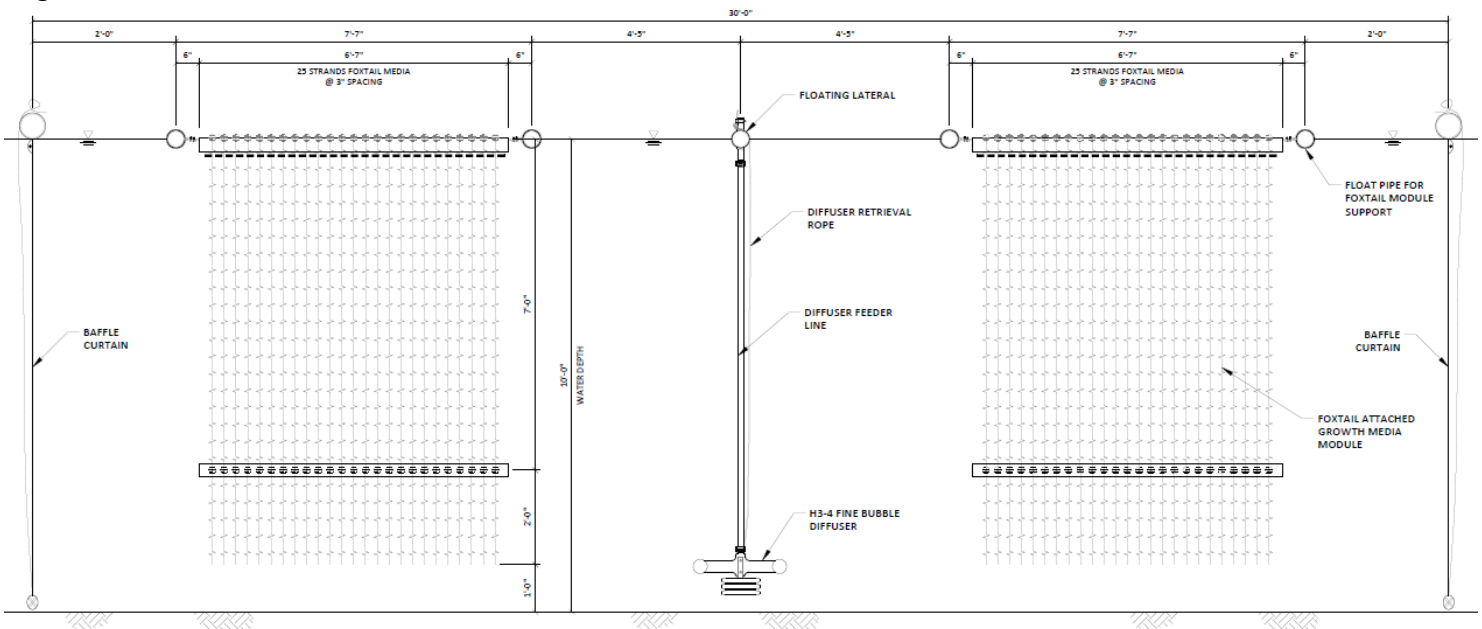 30'-0"
2'-0"
7'-7"
4'-5"
4'-5"
7'-7"
2'-0"
6"
6'-7"
6"
6"
6'-7"
6"
25 STRANDS FOXTAIL MEDIA
@ 3" SPACING
25 STRANDS FOXTAIL MEDIA
@ 3" SPACING
FLOATING LATERAL
FLOAT PIPE FOR
FOXTAIL MODULE
SUPPORT
DIFFUSER RETRIEVAL
ROPE
7'-0"
DIFFUSER FEEDER
LINE
BAFFLE
CURTAIN
BAFFLE
CURTAIN
10'-0"
WATER DEPTH
FOXTAIL ATTACHED
GROWTH MEDIA
MODULE
2'-0"
H3-4 FINE BUBBLE
DIFFUSER
1'-0"